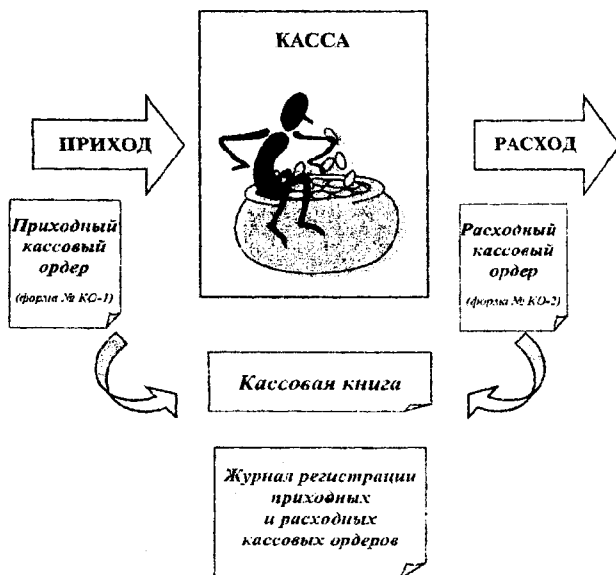 КАССА
ПРИХОД
РАСХОД
Приходный
кассовый
ордер
(форма № КО-1)
Расходный
кассовый
ордер
(форма № КО-2)
Кассовая книга
Журнал регистрации
приходных
и расходных
кассовых ордеров